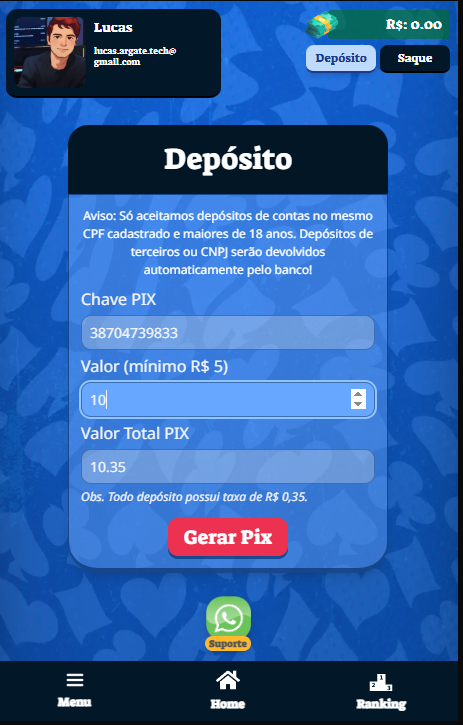 Lucas
lucas.argate.tech@
gmail.com
R$: 0.00
Depósito
Saque
Depósito
Aviso: Só aceitamos depósitos de contas no mesmo
CPF cadastrado e maiores de 18 anos. Depósitos de
terceiros ou CNPJ serão devolvidos
automaticamente pelo banco!
Chave PIX
38704739833
Valor (mínimo R$ 5)
10
Valor Total PIX
10.35
Obs. Todo depósito possui taxa de R$ 0,35.
Gerar Pix
Suporte
Menu
Home
2 1 3
Ranking